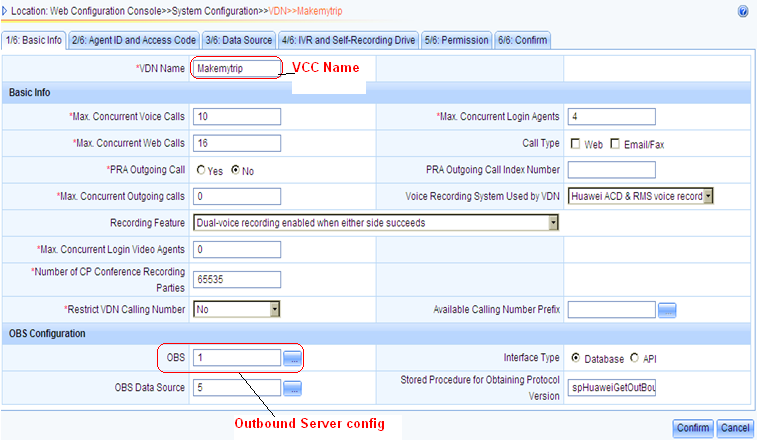 Location: Web Configuration Console>>System Configuration>>VDN>>Makemytrip
1/6: Basic Info 2/6: Agent ID and Access Code 3/6: Data Source 4/6: IVR and Self-Recording Drive 5/6: Permission 6/6: Confirm
*VDN Name Makemytrip VCC Name
Basic Info
*Max. Concurrent Voice Calls 10 *Max. Concurrent Login Agents 4
*Max. Concurrent Web Calls 16 Call Type Web Email/Fax
*PRA Outgoing Call Yes No PRA Outgoing Call Index Number
*Max. Concurrent Outgoing calls 0 Voice Recording System Used by VDN Huawei ACD & RMS voice record
Recording Feature Dual-voice recording enabled when either side succeeds
*Max. Concurrent Login Video Agents 0
*Number of CP Conference Recording
Parties 65535
*Restrict VDN Calling Number No Available Calling Number Prefix
OBS Configuration
OBS 1 ... Interface Type Database API
OBS Data Source 5 ... Stored Procedure for Obtaining Protocol
Version spHuaweiGetOutBou
Outbound Server config
Confirm Cancel